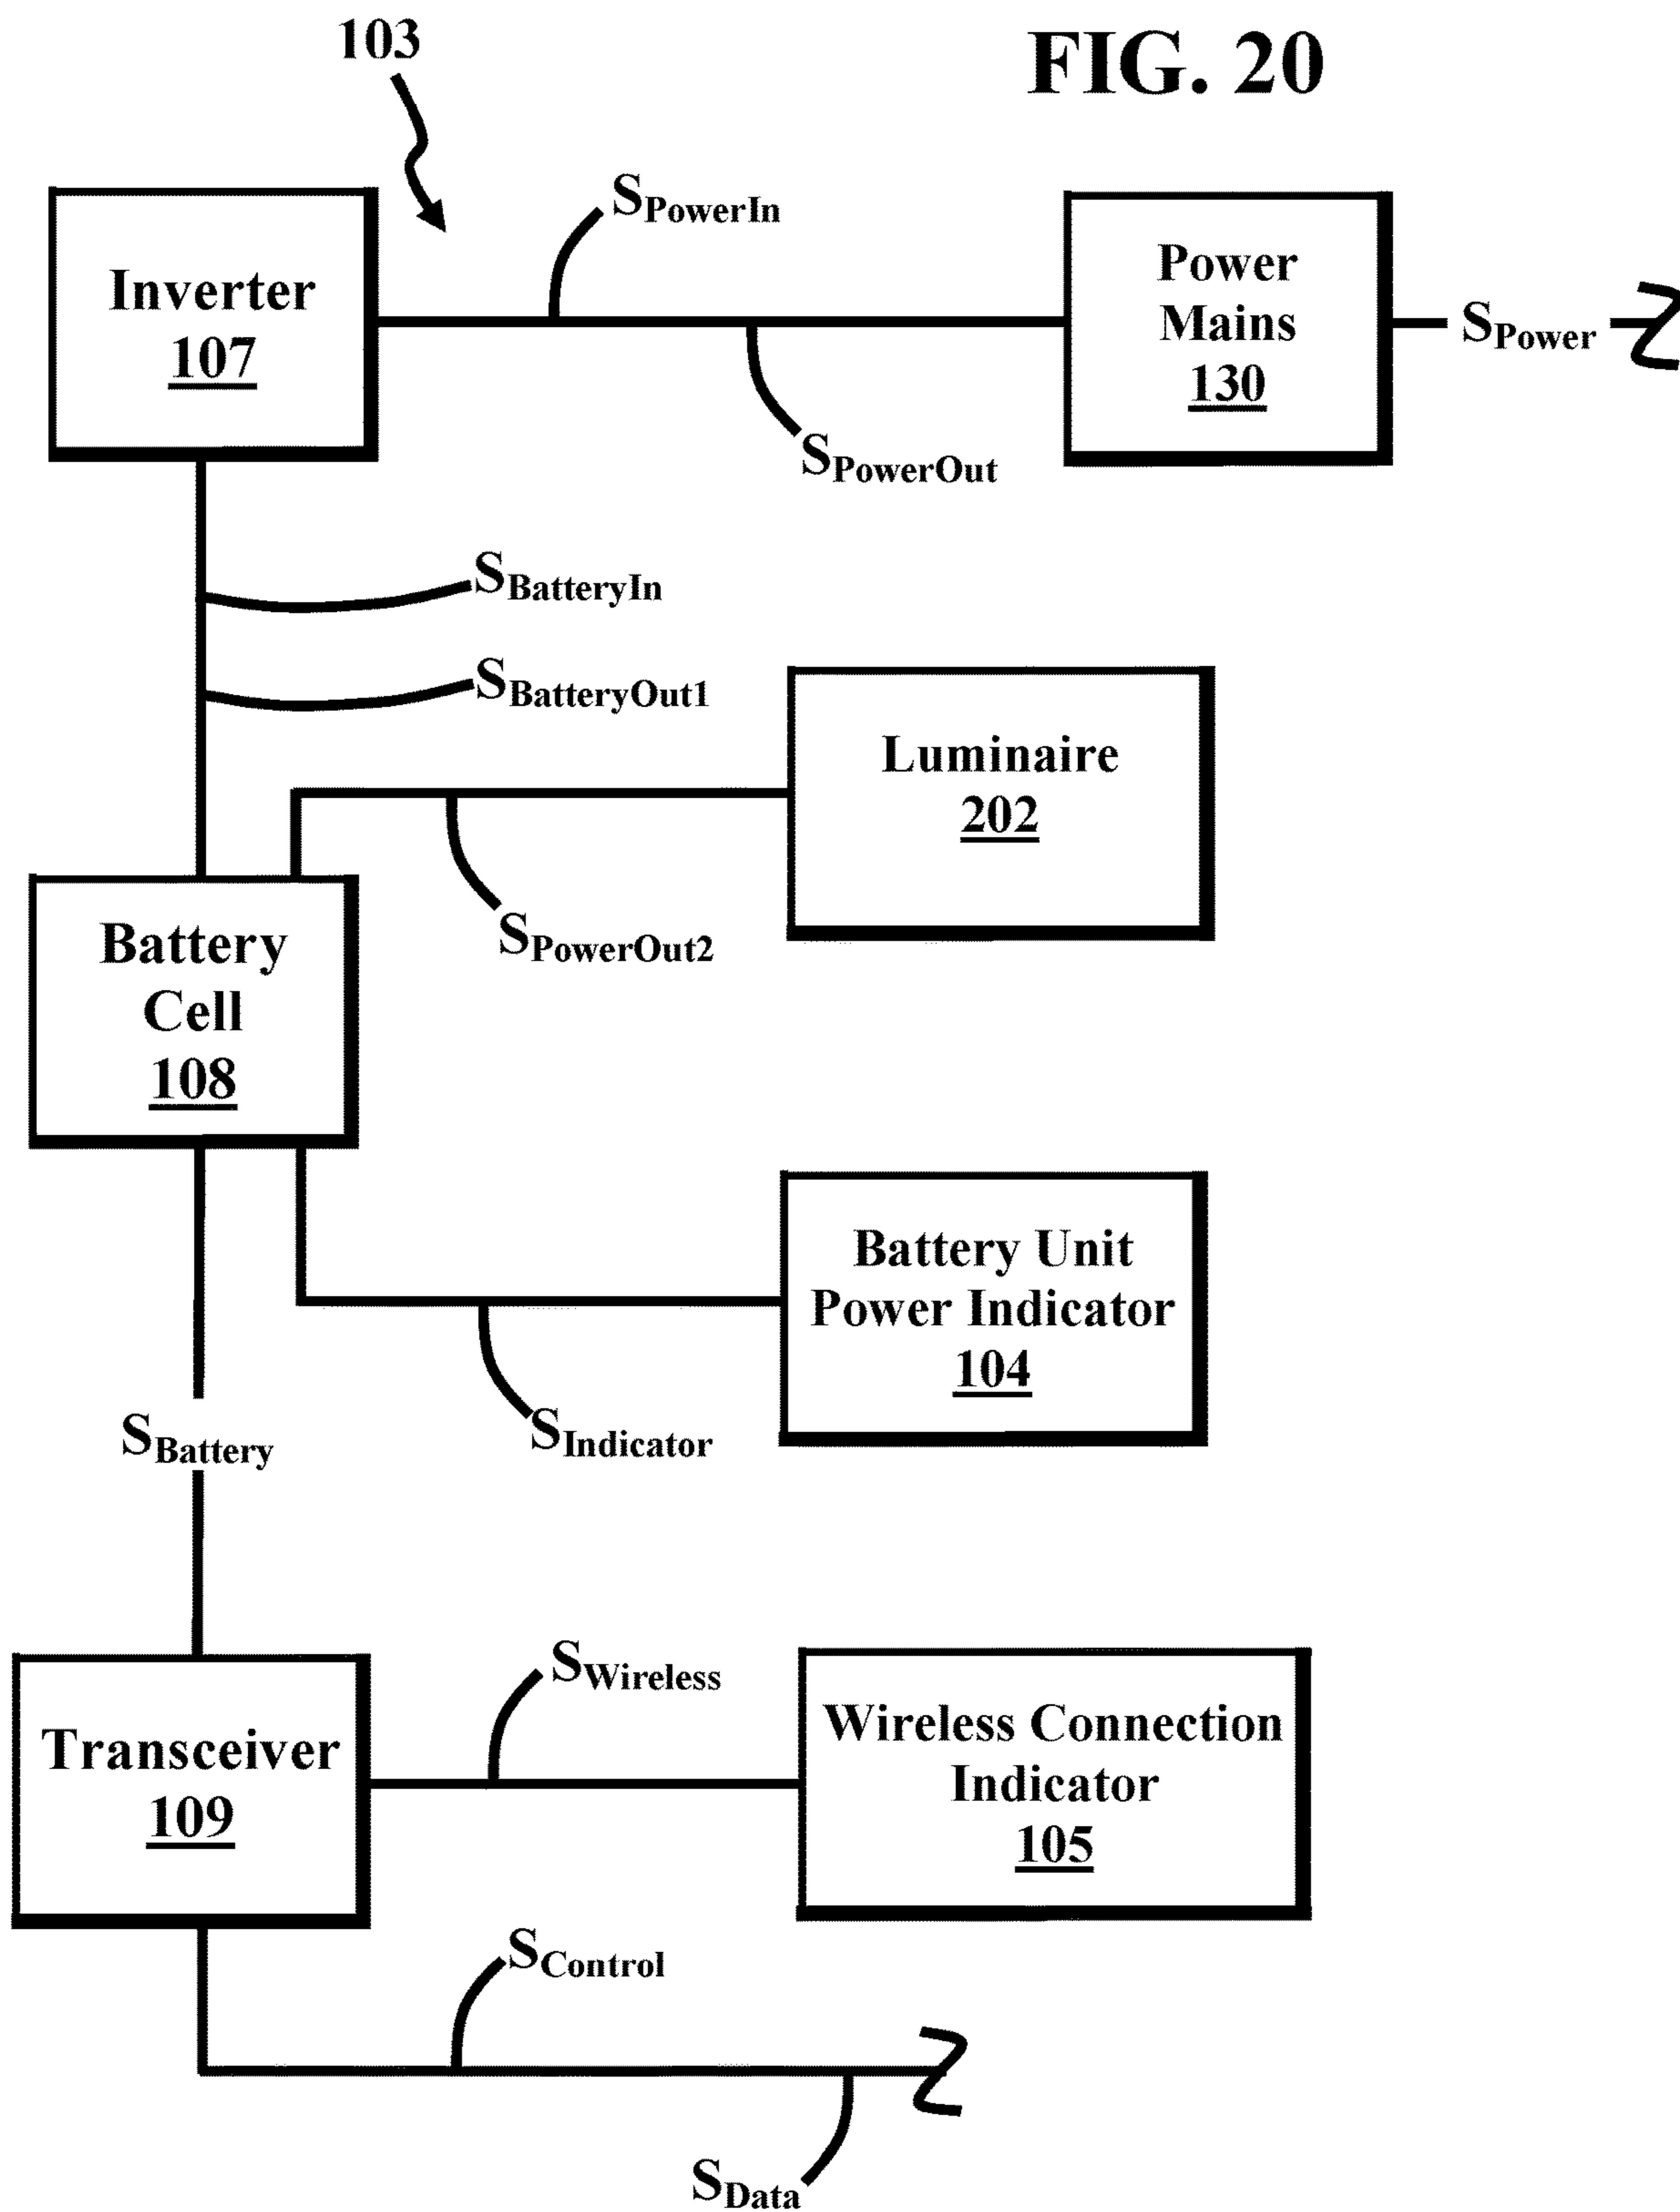 103
FIG. 20
Inverter
107
SPowerIn
SPowerOut
Power
Mains
130
SPower
SBatteryIn
SBatteryOut1
Luminaire
202
SPowerOut2
Battery
Cell
108
Battery Unit
Power Indicator
104
SIndicator
SBattery
Transceiver
109
SWireless
Wireless Connection
Indicator
105
SControl
SData